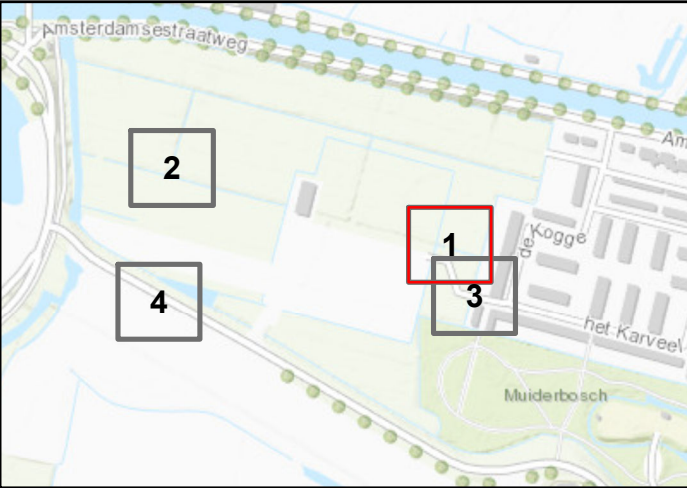 Amsterdamsestraatweg
Am
2
1
de Kogge
4
3
het Karveel
Muiderbosch